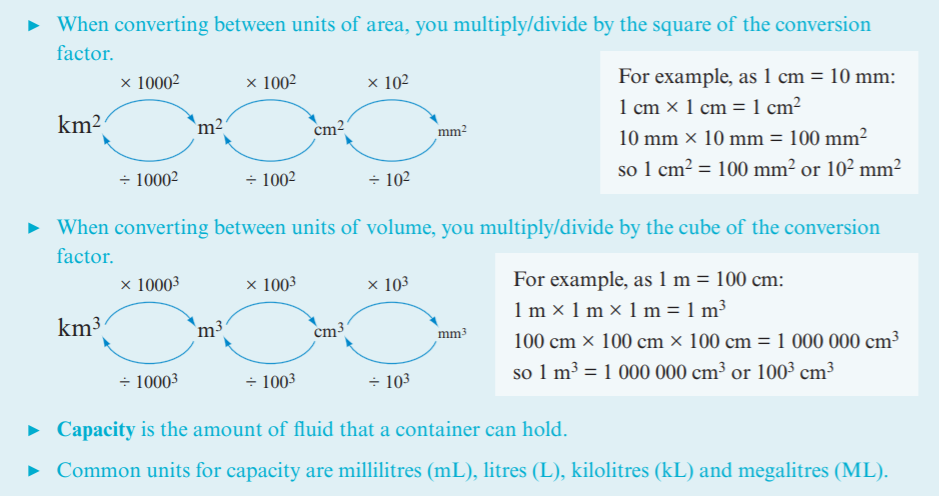 ► When converting between units of area, you multiply/divide by the square of the conversion
factor.
× 1000² × 100² × 10²
km² m² cm² mm²
÷ 1000² ÷ 100² ÷ 10²
For example, as 1 cm = 10 mm:
1 cm × 1 cm = 1 cm²
10 mm × 10 mm = 100 mm²
so 1 cm² = 100 mm² or 10² mm²
► When converting between units of volume, you multiply/divide by the cube of the conversion
factor.
× 1000³ × 100³ × 10³
km³ m³ cm³ mm³
÷ 1000³ ÷ 100³ ÷ 10³
For example, as 1 m = 100 cm:
1 m × 1 m × 1 m = 1 m³
100 cm × 100 cm × 100 cm = 1 000 000 cm³
so 1 m³ = 1 000 000 cm³ or 100³ cm³
► Capacity is the amount of fluid that a container can hold.
► Common units for capacity are millilitres (mL), litres (L), kilolitres (kL) and megalitres (ML).